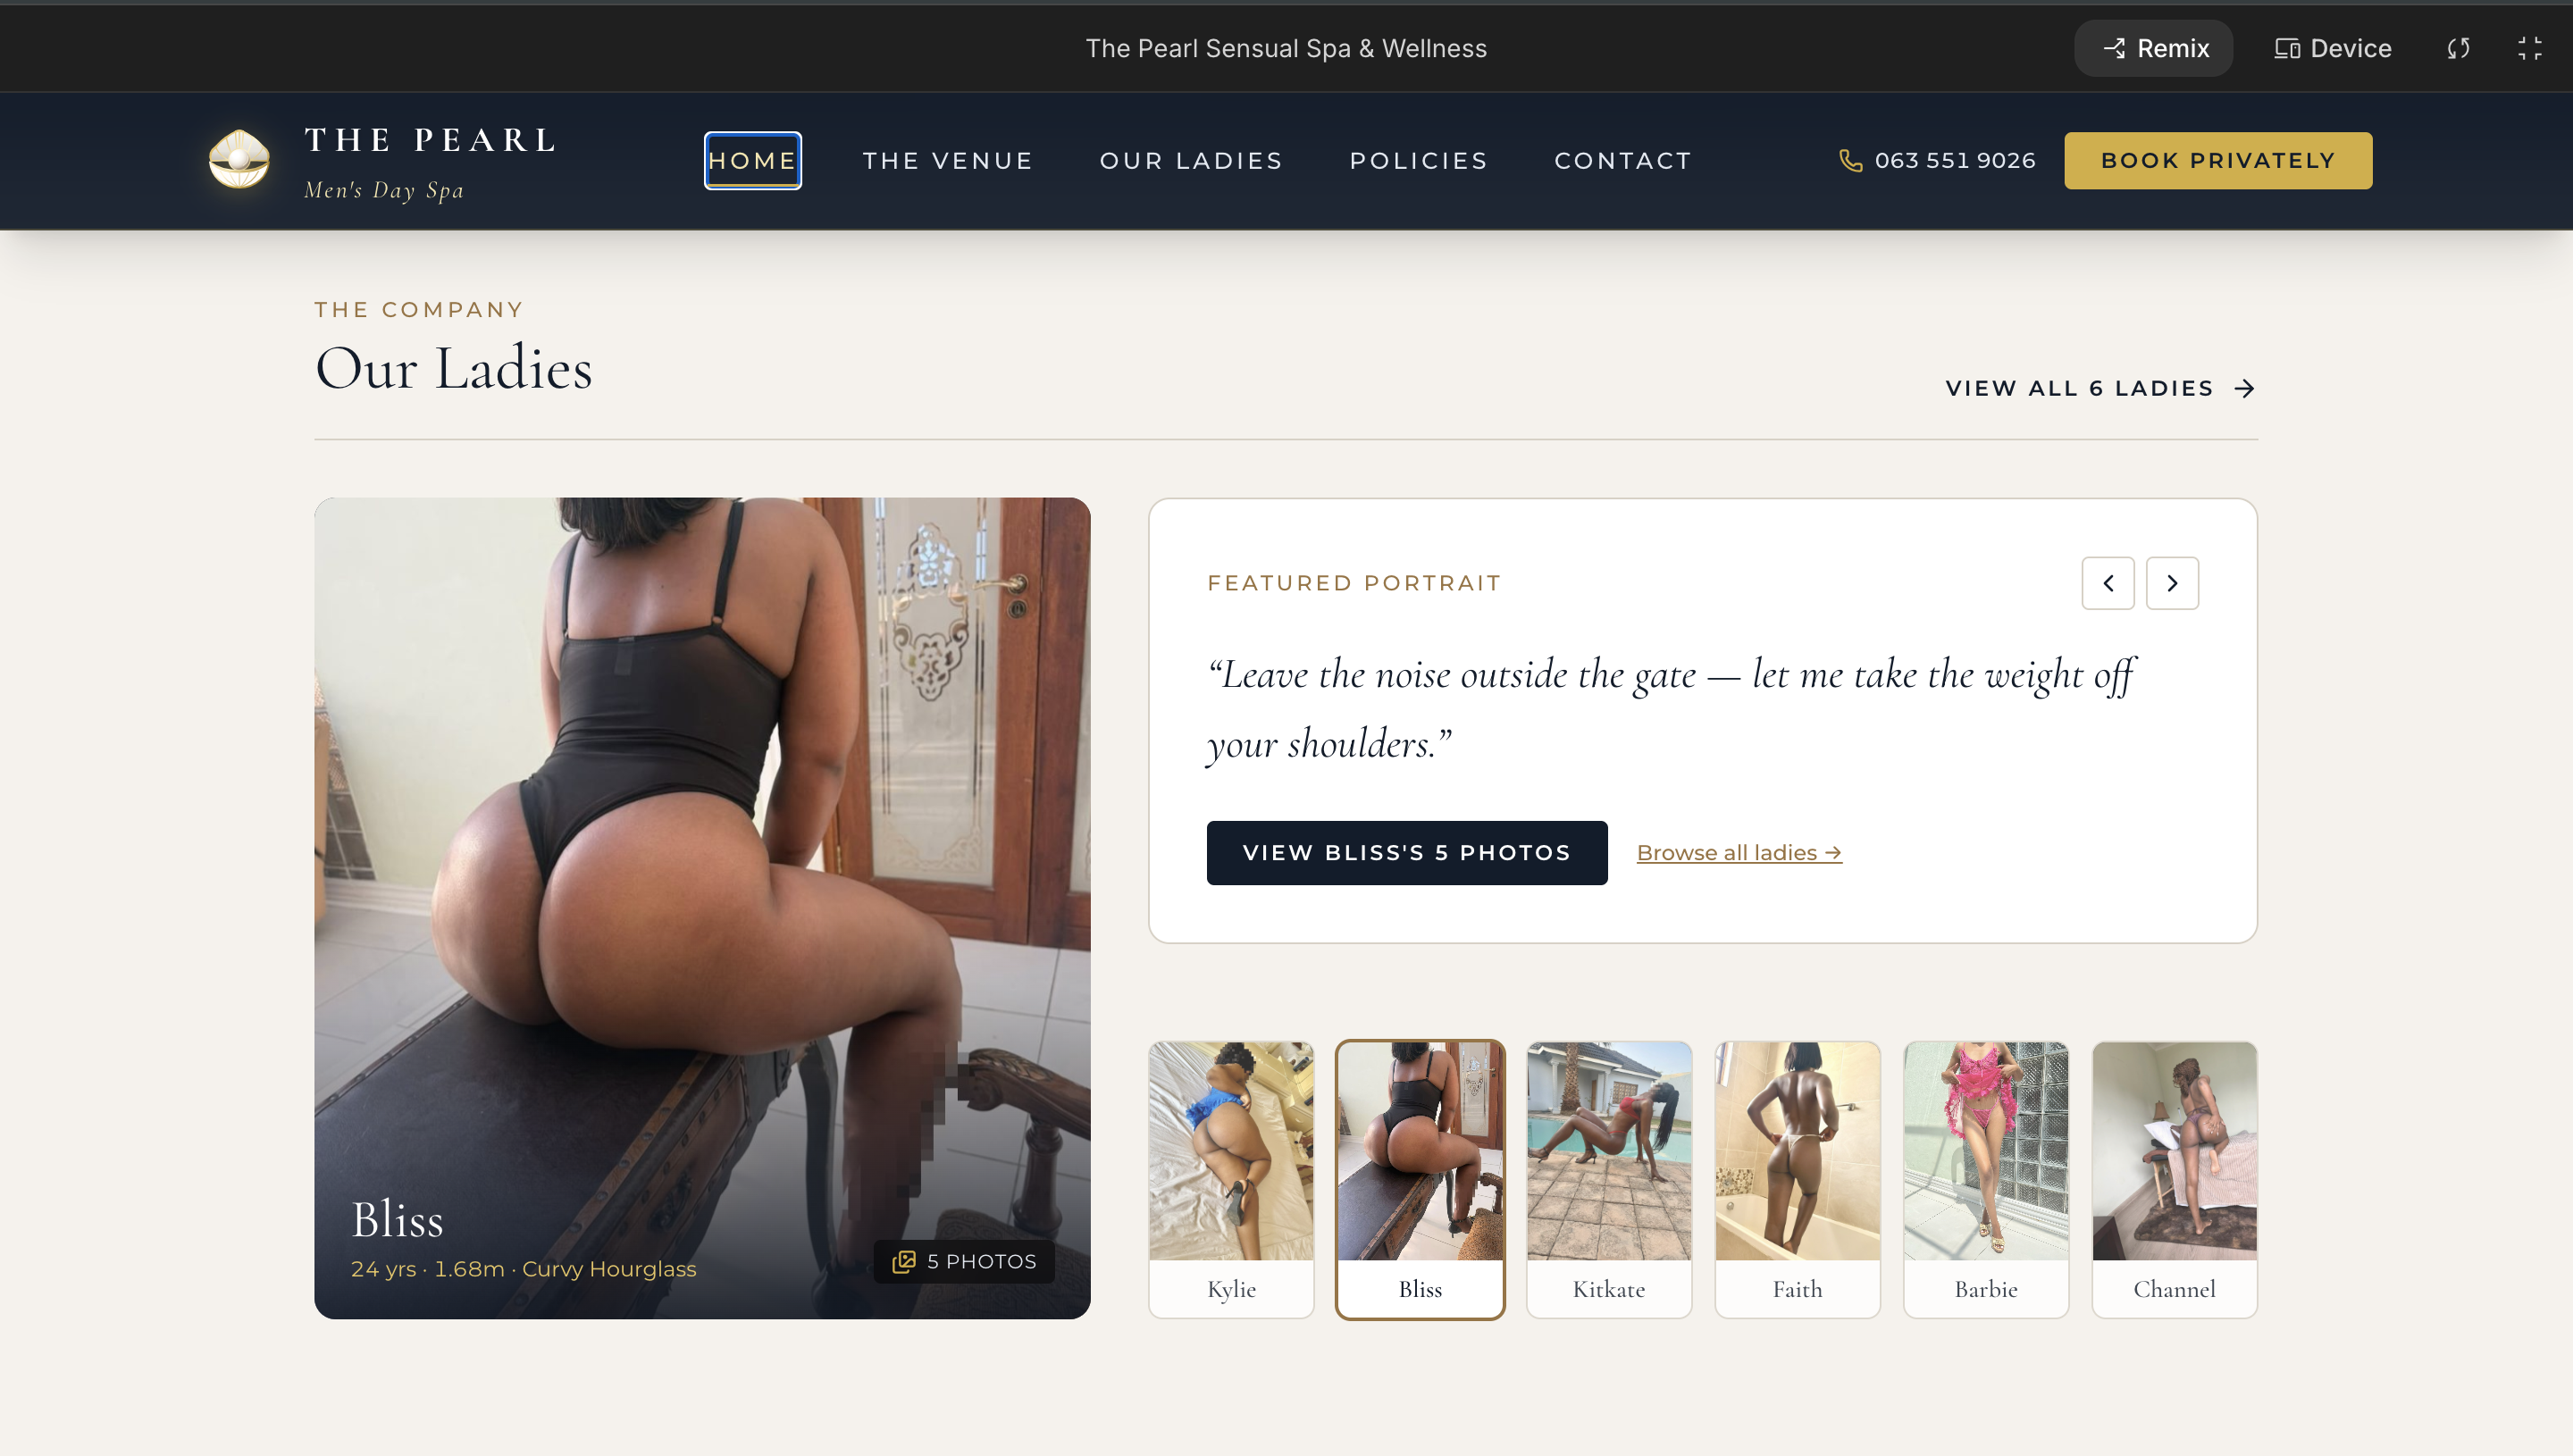 The Pearl Sensual Spa & Wellness
Remix
Device
THE PEARL
Men's Day Spa
HOME
THE VENUE
OUR LADIES
POLICIES
CONTACT
063 551 9026
BOOK PRIVATELY
THE COMPANY
Our Ladies
VIEW ALL 6 LADIES →
FEATURED PORTRAIT
“Leave the noise outside the gate — let me take the weight off
your shoulders.”
VIEW BLISS'S 5 PHOTOS
Browse all ladies →
Bliss
24 yrs · 1.68m · Curvy Hourglass
5 PHOTOS
Kylie
Bliss
Kitkate
Faith
Barbie
Channel